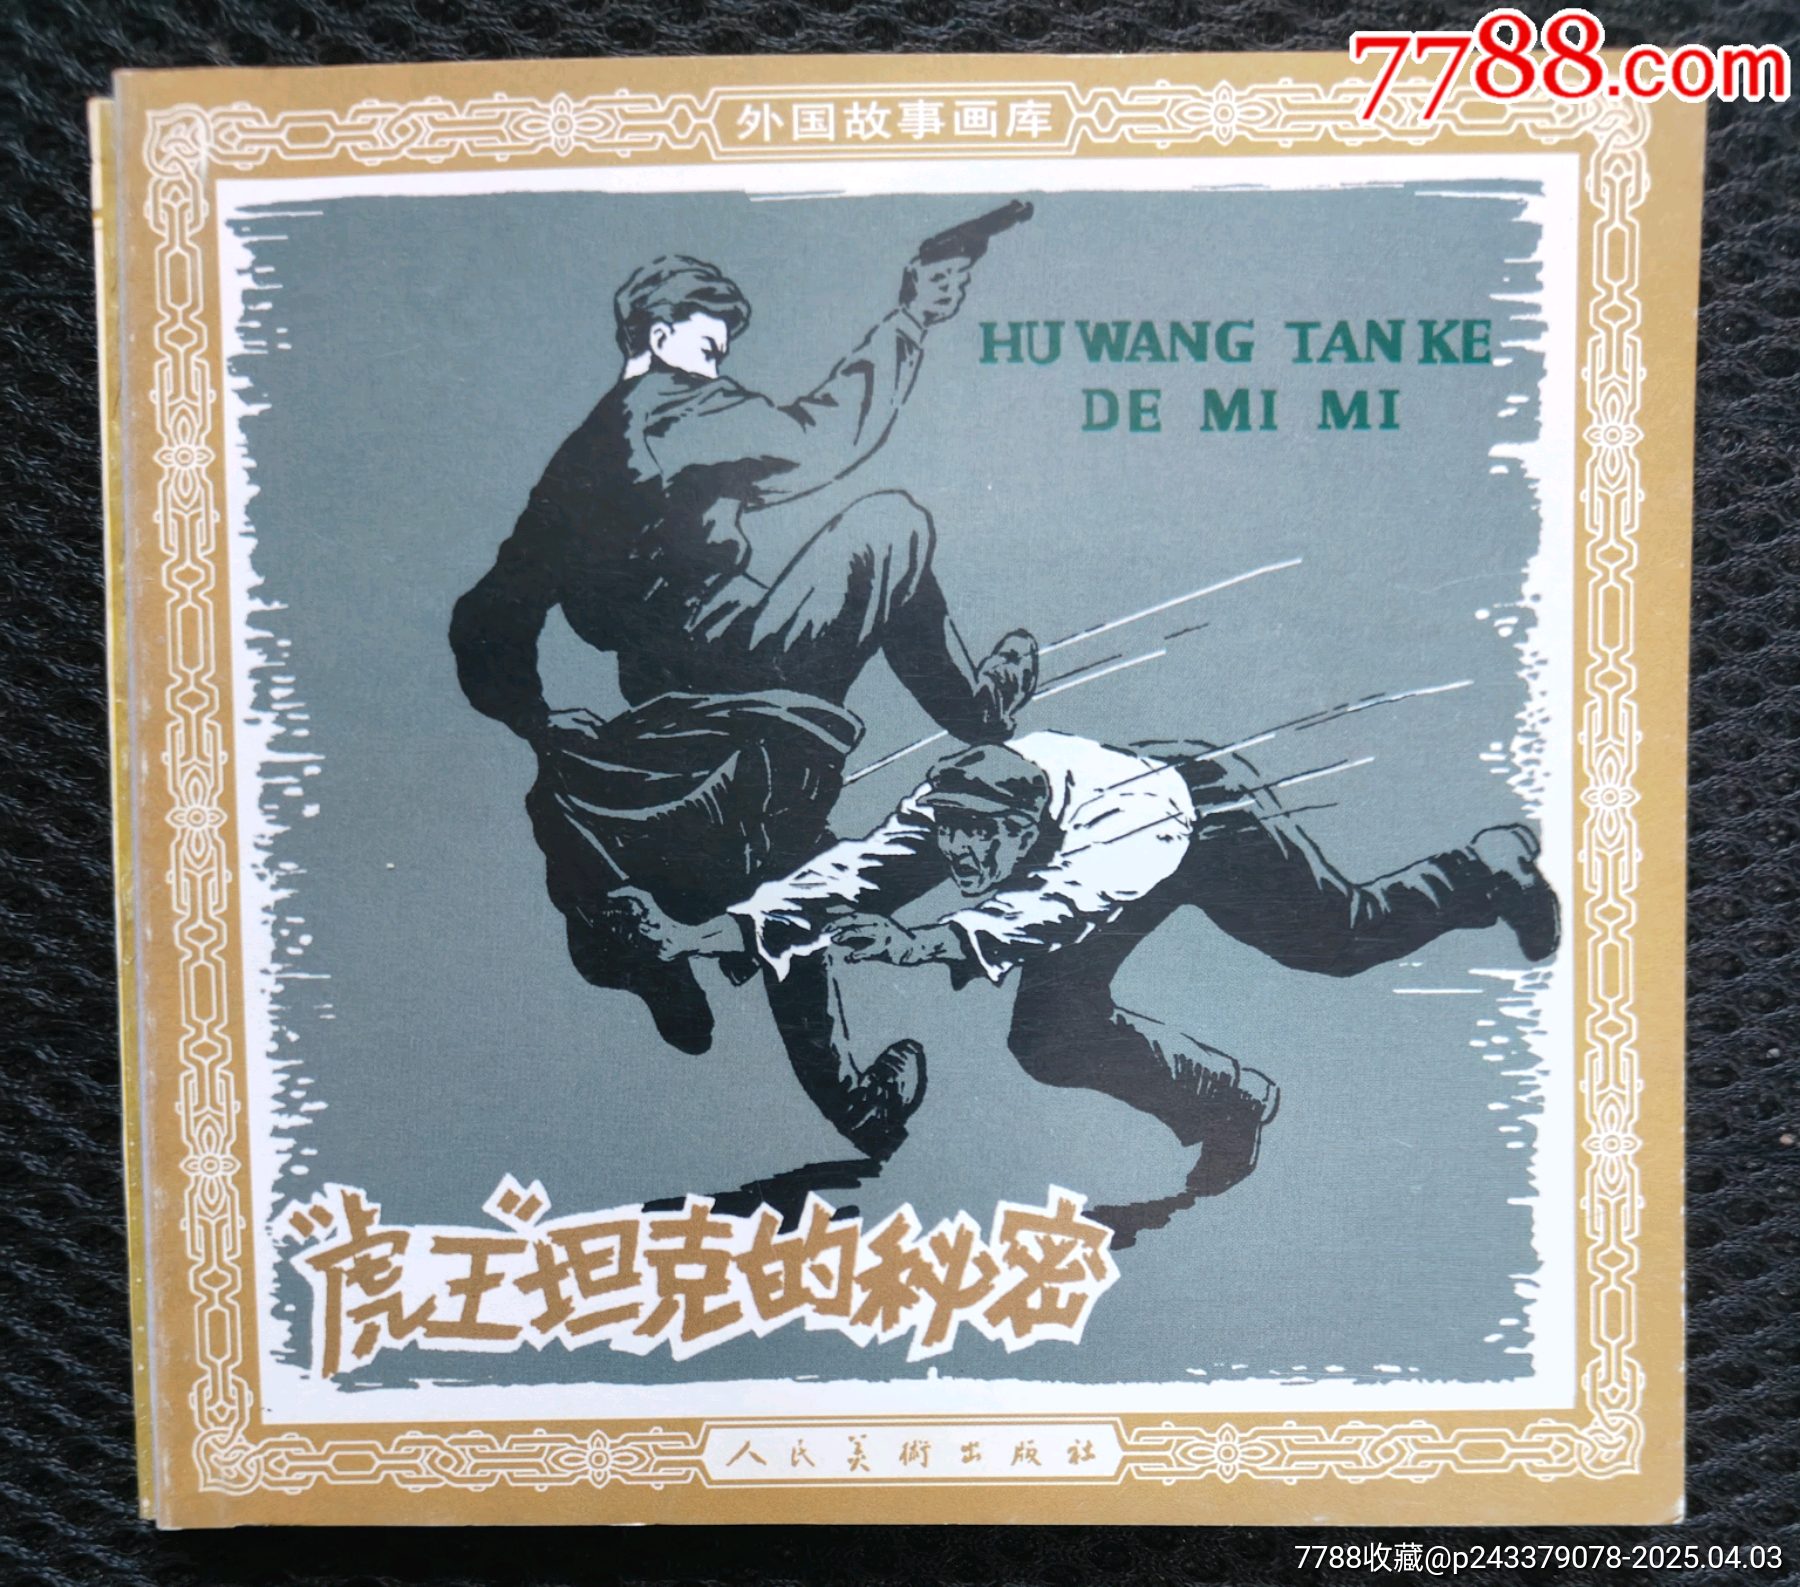 7788.com
外国故事画库
HU WANG TAN KE
DE MI MI
"虎王"坦克的秘密
人民美術出版社
7788收藏@p243379078-2025.04.03